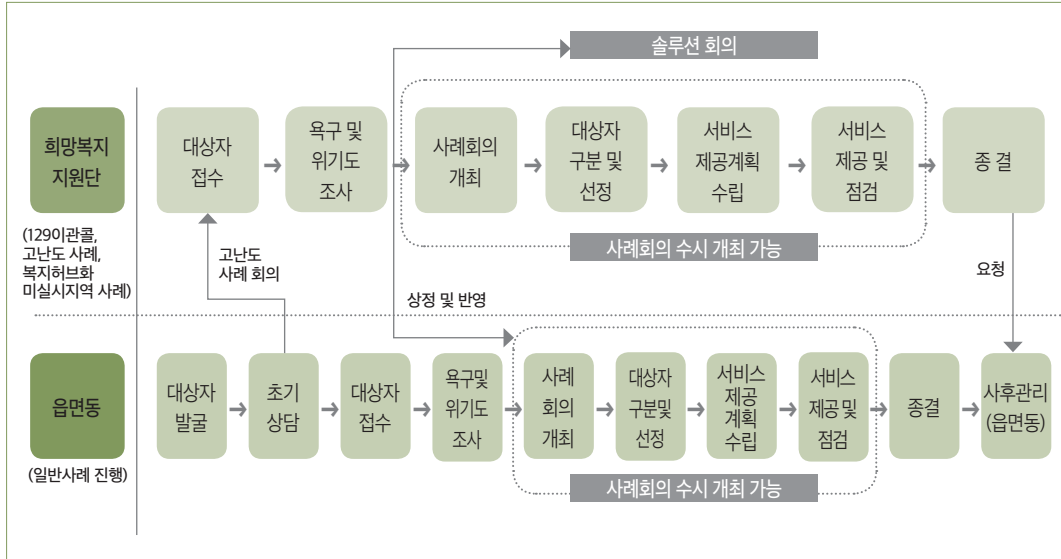 솔루션 회의
희망복지
지원단
(129이관콜,
고난도 사례,
복지허브화
미실시지역 사례)
대상자
접수
욕구 및
위기도
조사
사례회의
개최
대상자
구분 및
선정
서비스
제공계획
수립
서비스
제공 및
점검
종 결
사례회의 수시 개최 가능
고난도
사례 회의
상정 및 반영
요청
읍면동
(일반사례 진행)
대상자
발굴
초기
상담
대상자
접수
욕구및
위기도
조사
사례
회의
개최
대상자
구분및
선정
서비스
제공
계획
수립
서비스
제공 및
점검
종결
사후관리
(읍면동)
사례회의 수시 개최 가능